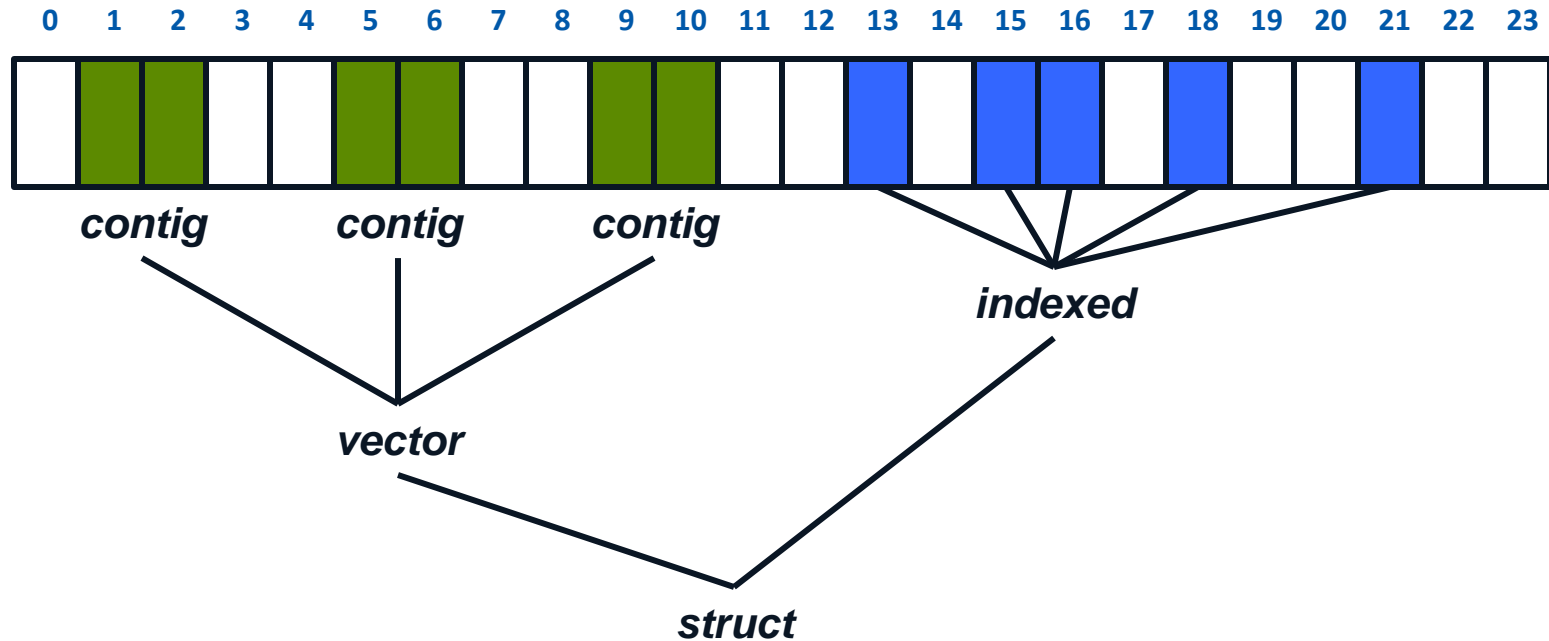 0 1 2 3 4 5 6 7 8 9 10 11 12 13 14 15 16 17 18 19 20 21 22 23
contig contig contig
indexed
vector
struct